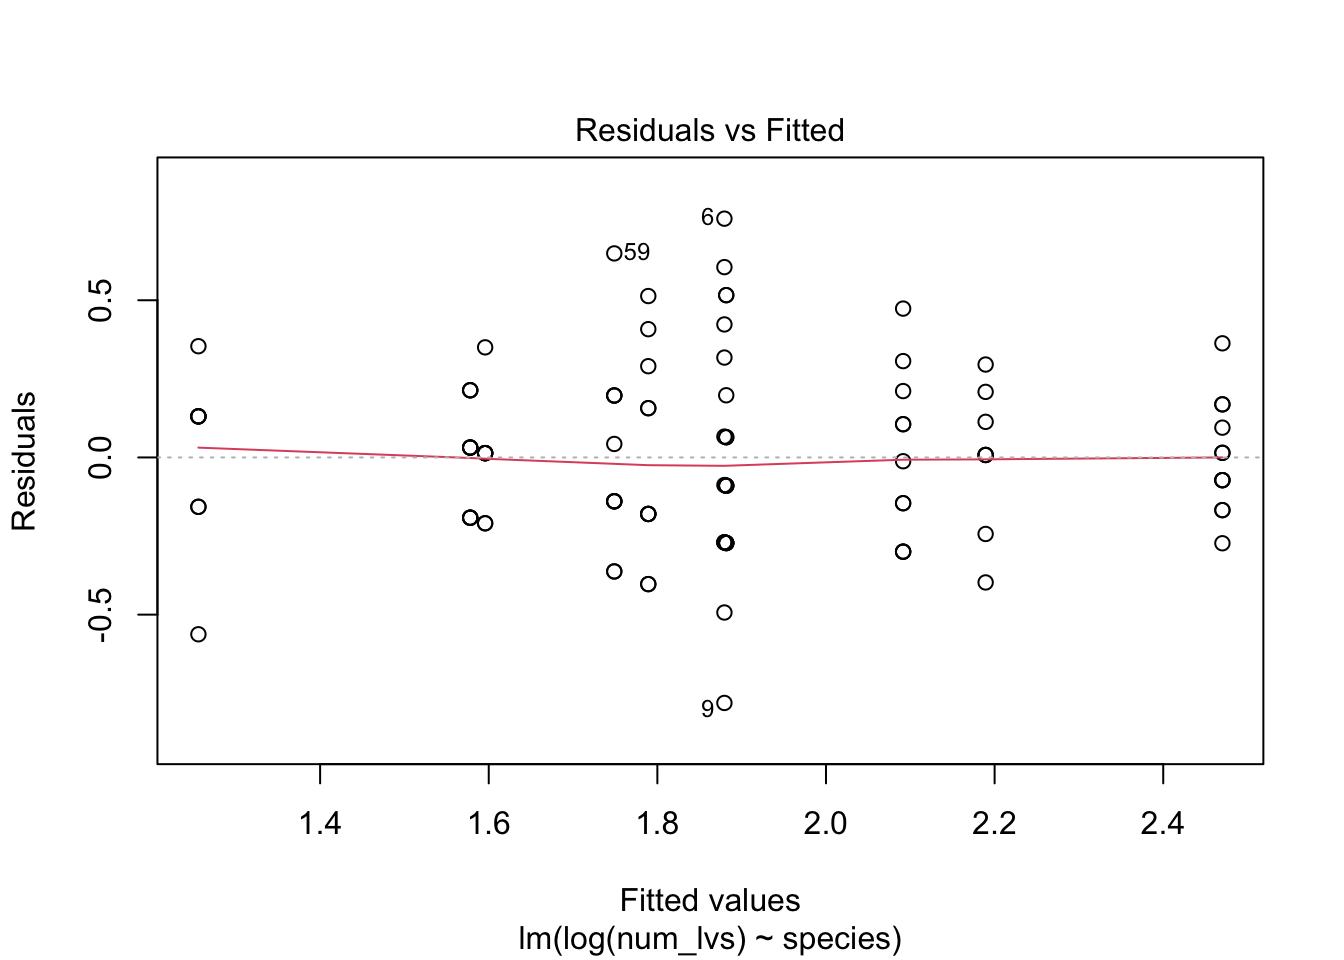 Residuals vs Fitted
Residuals
0.5
0.0
-0.5
6
59
9
1.4 1.6 1.8 2.0 2.2 2.4
Fitted values
lm(log(num_lvs) ~ species)